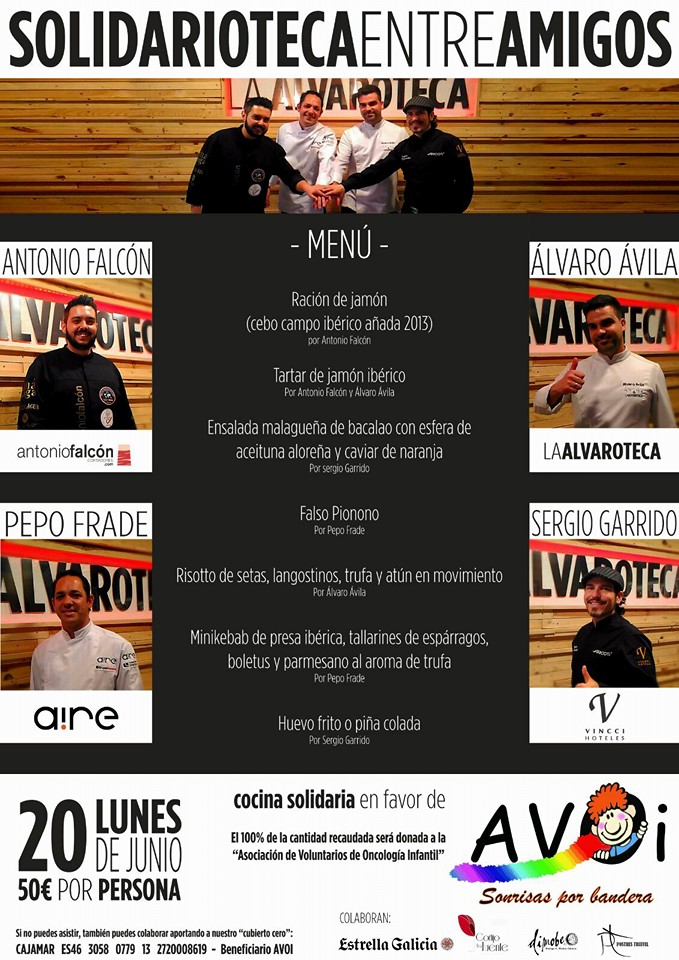 SOLIDARIOTECAENTREAMIGOS
LA ALVAROTECA
- MENÚ -
Ración de jamón
(cebo campo ibérico añada 2013)
por Antonio Falcón
Tartar de jamón ibérico
Por Antonio Falcón y Álvaro Ávila
Ensalada malagueña de bacalao con esfera de
aceituna aloreña y caviar de naranja
Por sergio Garrido
Falso Pionono
Por Pepo Frade
Risotto de setas, langostinos, trufa y atún en movimiento
Por Álvaro Ávila
Minikebab de presa ibérica, tallarines de espárragos,
boletus y parmesano al aroma de trufa
Por Pepo Frade
Huevo frito o piña colada
Por Sergio Garrido
ANTONIO FALCÓN
ALVAROTECA
antoniofalcón
.com
PEPO FRADE
ALVAROT
aire
ÁLVARO ÁVILA
VAROTECA
LAALVAROTECA
SERGIO GARRIDO
ALVAROTECA
V
VINCCI
HOTELES
20 LUNES
DE JUNIO
50€ POR PERSONA
cocina solidaria en favor de
El 100% de la cantidad recaudada será donada a la
“Asociación de Voluntarios de Oncología Infantil”
AVOi
Sonrisas por bandera
Si no puedes asistir, también puedes colaborar aportando a nuestro “cubierto cero”:
CAJAMAR ES46 3058 0779 13 2720008619 - Beneficiario AVOI
COLABORAN:
Estrella Galicia
POSTRES TRUFFEL